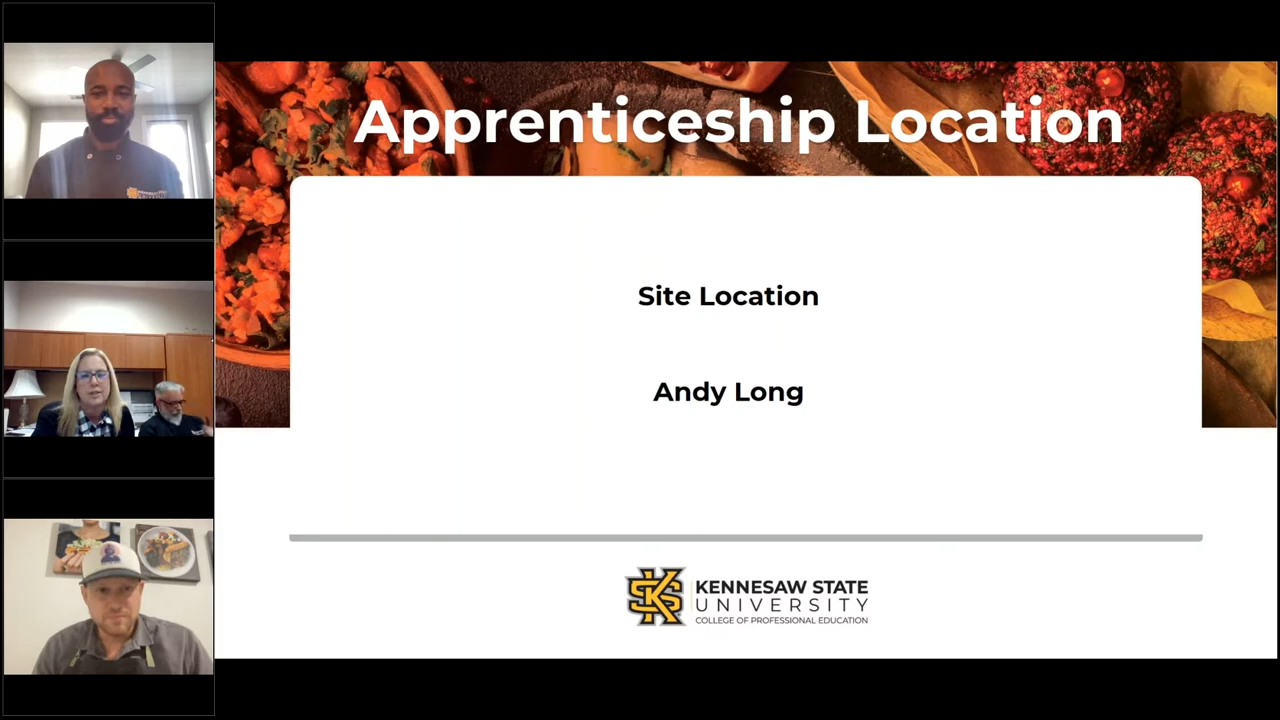 Apprenticeship Location
Site Location
Andy Long
KENNESAW STATE
UNIVERSITY
COLLEGE OF PROFESSIONAL EDUCATION